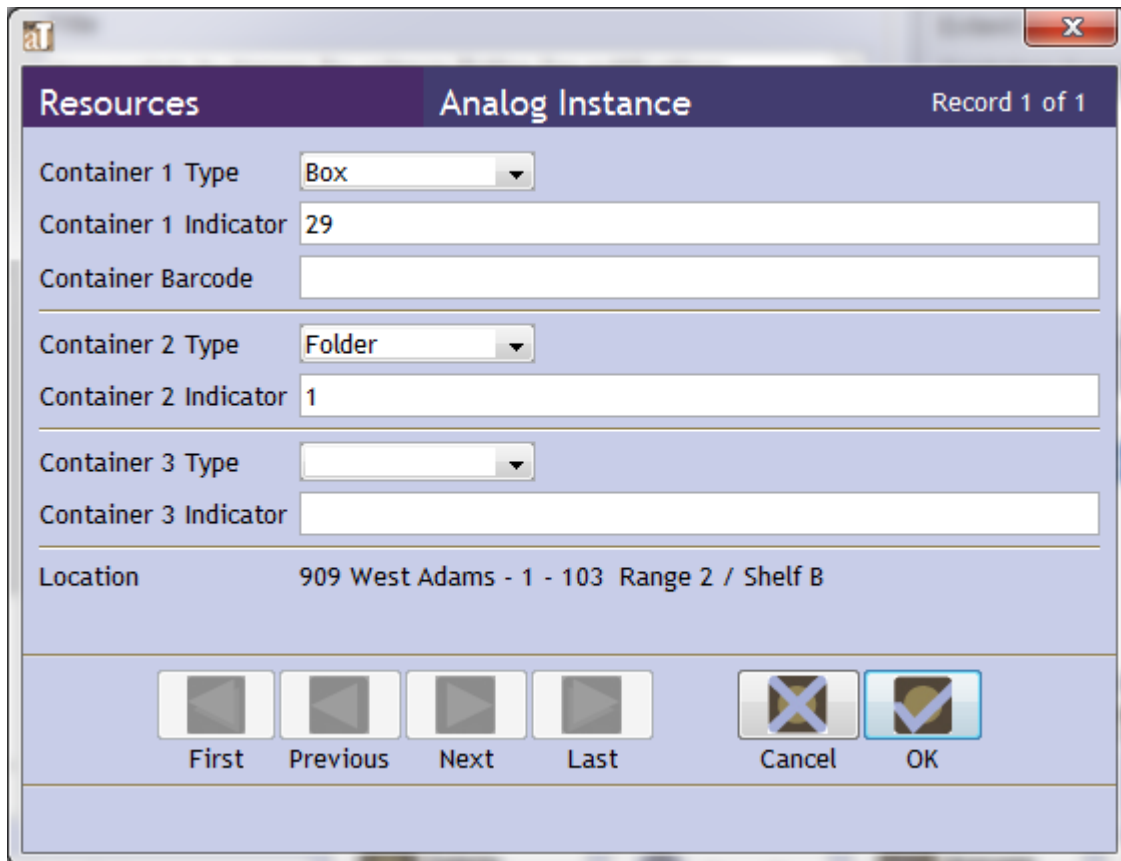 aT
Resources Analog Instance Record 1 of 1
Container 1 Type Box
Container 1 Indicator 29
Container Barcode
Container 2 Type Folder
Container 2 Indicator 1
Container 3 Type
Container 3 Indicator
Location 909 West Adams - 1 - 103 Range 2 / Shelf B
First Previous Next Last Cancel OK